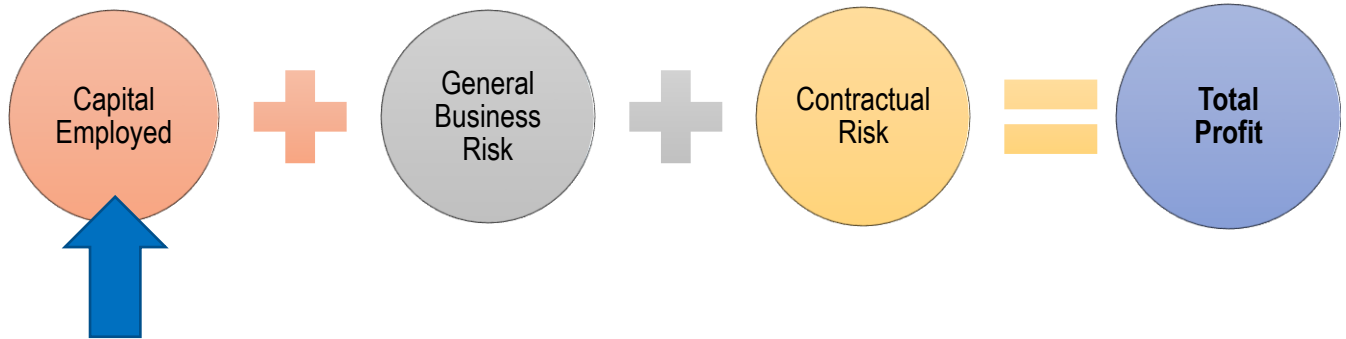 Capital
Employed
General
Business
Risk
Contractual
Risk
Total
Profit